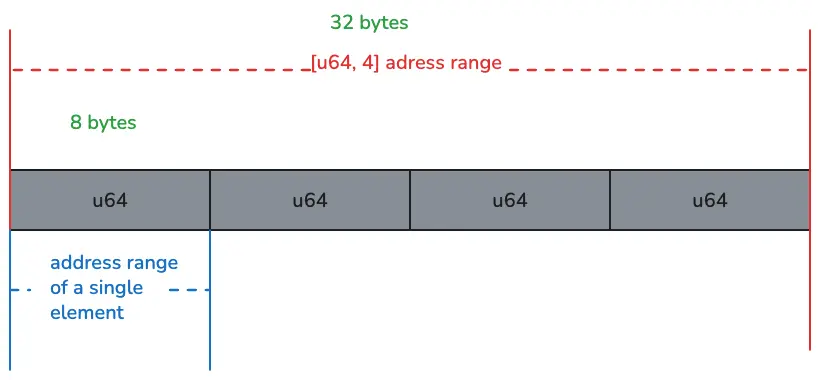 32 bytes
[u64, 4] adress range
8 bytes
u64 u64 u64 u64
address range
of a single
element